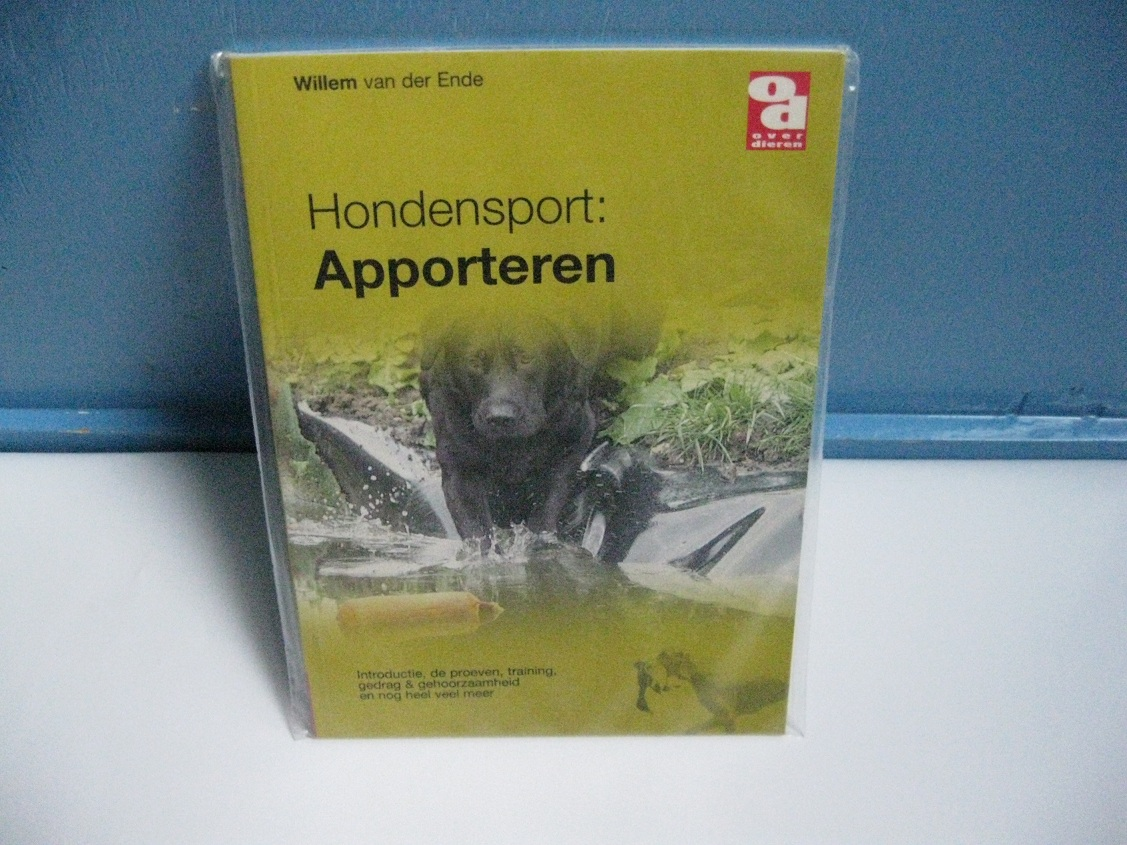 Willem van der Ende
od
over
dieren
Hondensport:
Apporteren
Introductie, de proeven, training,
gedrag & gehoorzaamheid
en nog heel veel meer